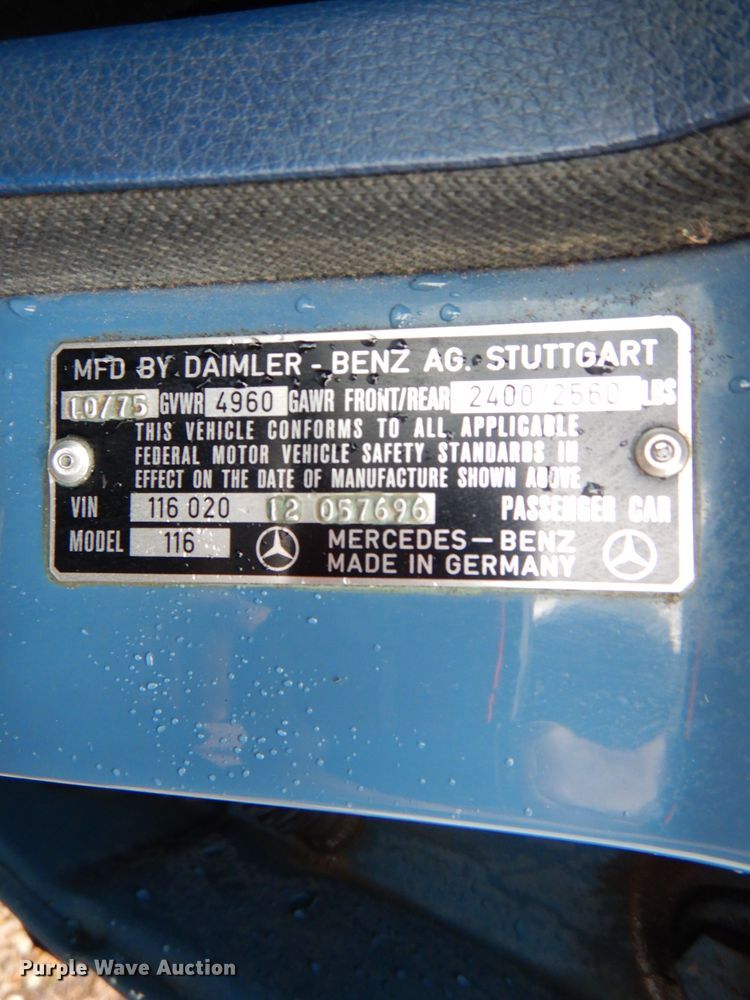 MFD BY DAIMLER - BENZ AG. STUTTGART
10/75 GVWR 4960 GAWR FRONT/REAR 2400/2560 LBS
THIS VEHICLE CONFORMS TO ALL APPLICABLE
FEDERAL MOTOR VEHICLE SAFETY STANDARDS IN
EFFECT ON THE DATE OF MANUFACTURE SHOWN ABOVE
VIN 116 020 12 057696 PASSENGER CAR
MODEL 116 MERCEDES-BENZ
MADE IN GERMANY
Purple Wave Auction